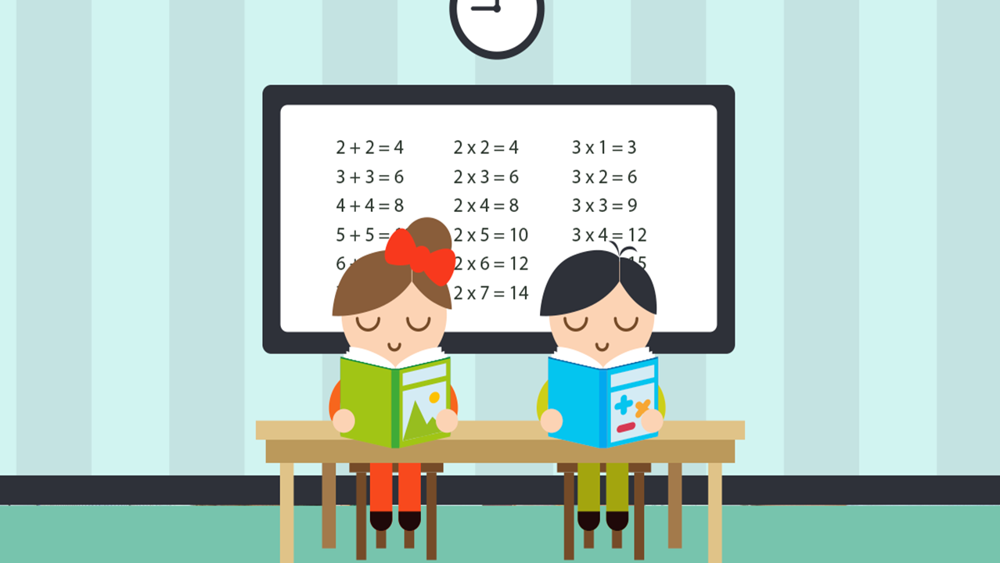 2 + 2 = 4
3 + 3 = 6
4 + 4 = 8
5 + 5 =
6
2 x 2 = 4
2 x 3 = 6
2 x 4 = 8
2 x 5 = 10
2 x 6 = 12
2 x 7 = 14
3 x 1 = 3
3 x 2 = 6
3 x 3 = 9
3 x 4 = 12
15